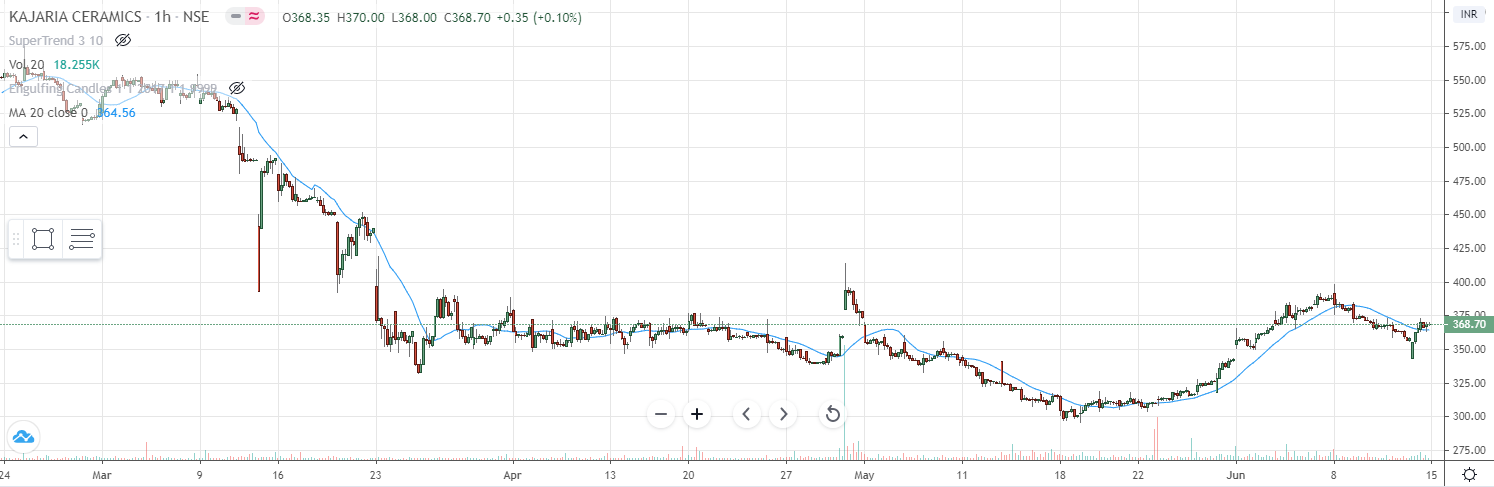 KAJARIA CERAMICS · 1h · NSE O368.35 H370.00 L368.00 C368.70 +0.35 (+0.10%)
SuperTrend 3 10
Vol 20 18.255K
Engulfing Candles
MA 20 close 0 364.56
INR
575.00
550.00
525.00
500.00
475.00
450.00
425.00
400.00
375.00
368.70
350.00
325.00
300.00
275.00
24 Mar 9 16 23 Apr 13 20 27 May 11 18 22 Jun 8 15